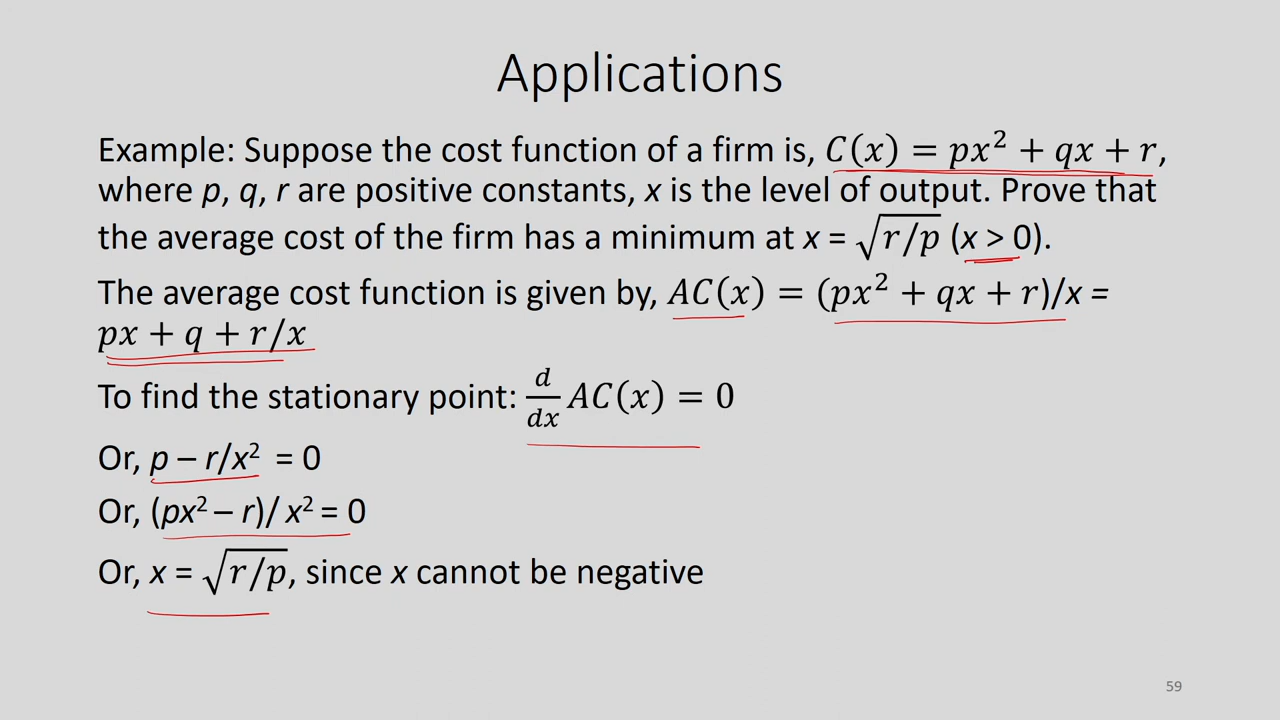 Applications
Example: Suppose the cost function of a firm is, C(x) = px² + qx + r,
where p, q, r are positive constants, x is the level of output. Prove that
the average cost of the firm has a minimum at x = √r/p (x > 0).
The average cost function is given by, AC(x) = (px² + qx + r)/x =
px + q + r/x
To find the stationary point: d/dx AC(x) = 0
Or, p – r/x² = 0
Or, (px² – r)/ x² = 0
Or, x = √r/p, since x cannot be negative
59